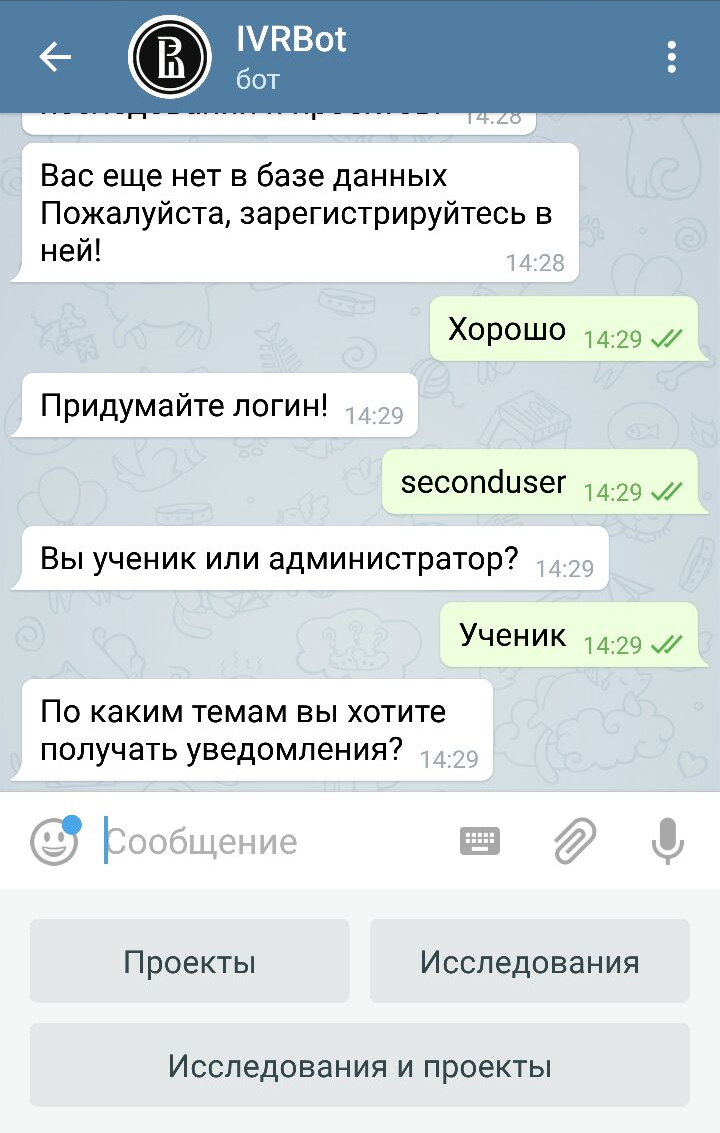 IVRBot
бот
14:28
Вас еще нет в базе данных
Пожалуйста, зарегистрируйтесь в
ней!
14:28
Хорошо 14:29
Придумайте логин! 14:29
seconduser 14:29
Вы ученик или администратор? 14:29
Ученик 14:29
По каким темам вы хотите
получать уведомления? 14:29
Сообщение
Проекты
Исследования
Исследования и проекты